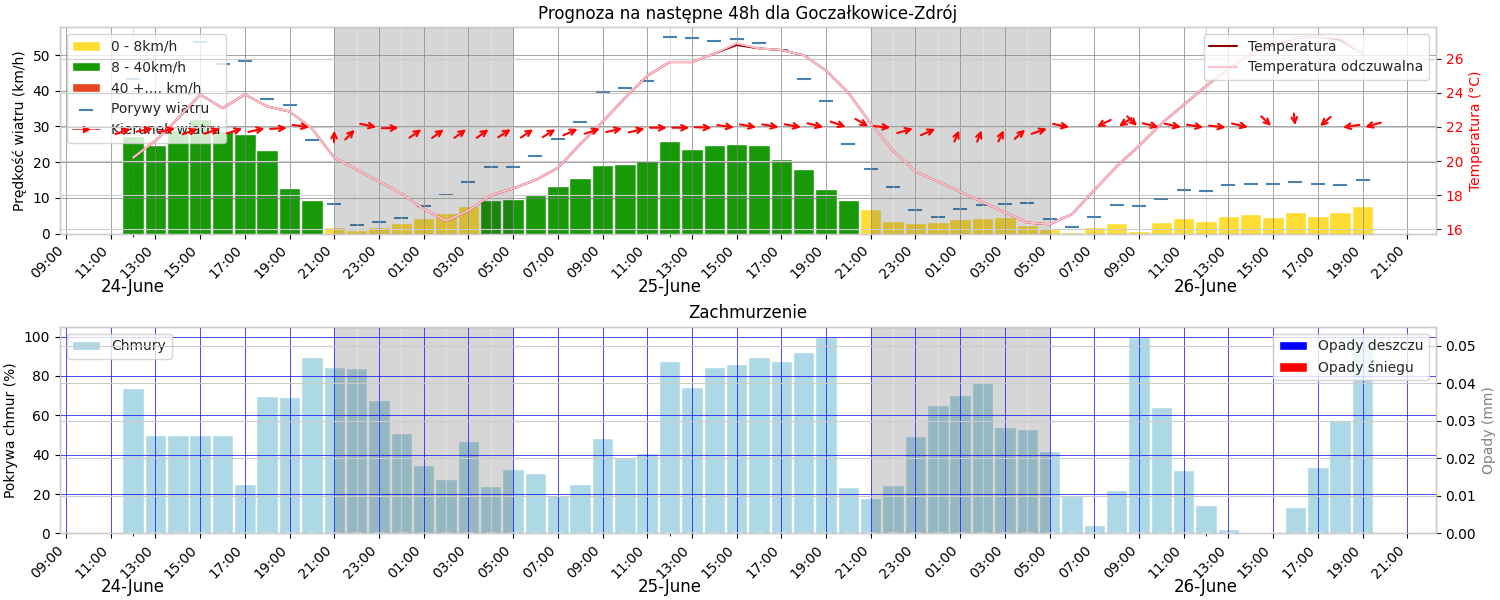 Prognoza na następne 48h dla Goczałkowice-Zdrój
0 - 8km/h
8 - 40km/h
40 +.... km/h
Porywy wiatru
Kierunek wiatru
Temperatura
Temperatura odczuwalna
Prędkość wiatru (km/h)
50
40
30
20
10
0
26
24
22
20
18
16
Temperatura (°C)
09:00 11:00 13:00 15:00 17:00 19:00 21:00 23:00 01:00 03:00 05:00 07:00 09:00 11:00 13:00 15:00 17:00 19:00 21:00 23:00 01:00 03:00 05:00 07:00 09:00 11:00 13:00 15:00 17:00 19:00 21:00
24-June 25-June 26-June
Zachmurzenie
Chmury
Opady deszczu
Opady śniegu
Pokrywa chmur (%)
100
80
60
40
20
0
0.05
0.04
0.03
0.02
0.01
0.00
Opady (mm)
09:00 11:00 13:00 15:00 17:00 19:00 21:00 23:00 01:00 03:00 05:00 07:00 09:00 11:00 13:00 15:00 17:00 19:00 21:00 23:00 01:00 03:00 05:00 07:00 09:00 11:00 13:00 15:00 17:00 19:00 21:00
24-June 25-June 26-June